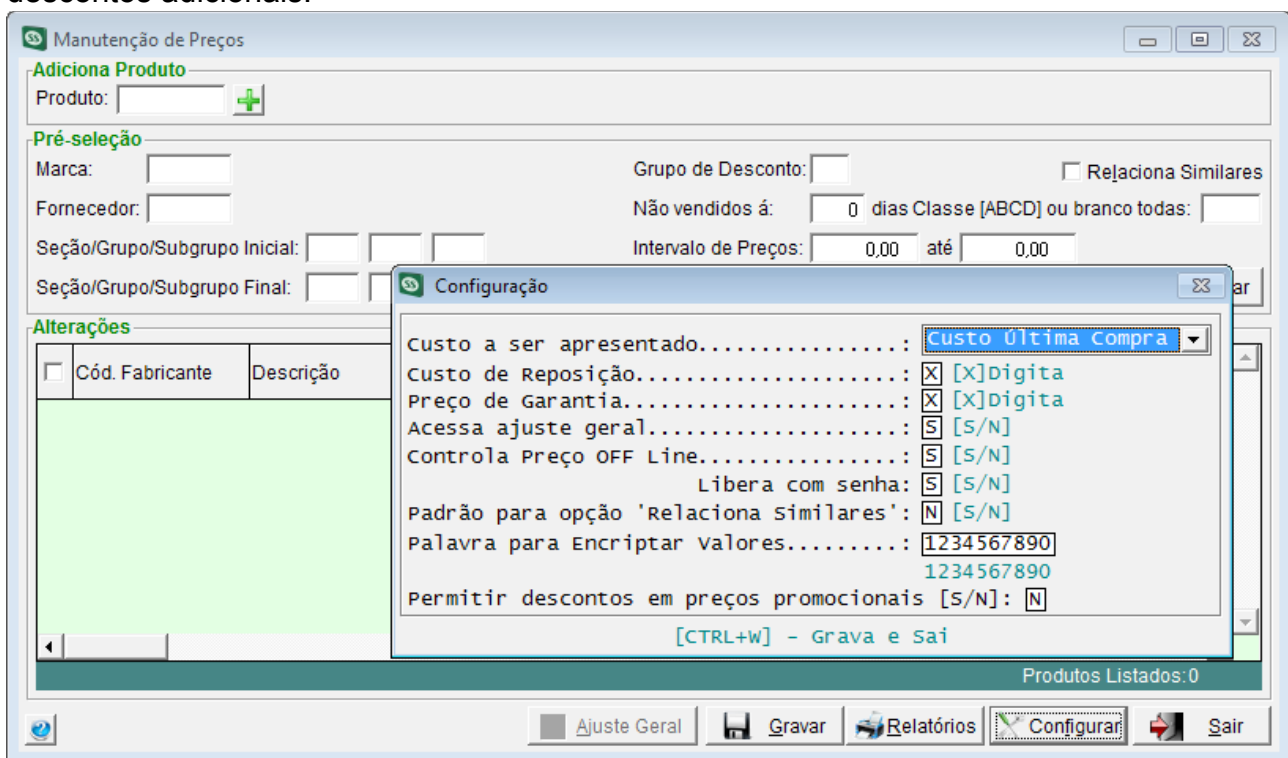 descontos adicionais.
Manutenção de Preços
Adiciona Produto
Produto:
Pré-seleção
Marca: Grupo de Desconto: Relaciona Similares
Fornecedor: Não vendidos á: 0 dias Classe [ABCD] ou branco todas:
Seção/Grupo/Subgrupo Inicial: Intervalo de Preços: 0,00 até 0,00
Seção/Grupo/Subgrupo Final: ar
Configuração
Custo a ser apresentado................: Custo Última Compra
Custo de Reposição.....................: X [X]Digita
Preço de Garantia......................: X [X]Digita
Acessa ajuste geral....................: S [S/N]
Controla Preço OFF Line................: S [S/N]
Libera com senha: S [S/N]
Padrão para opção 'Relaciona Similares': N [S/N]
Palavra para Encriptar Valores.........: 1234567890
1234567890
Permitir descontos em preços promocionais [S/N]: N
[CTRL+W] - Grava e Sai
Alterações
Cód. Fabricante Descrição
Produtos Listados:0
Ajuste Geral Gravar Relatórios Configurar Sair